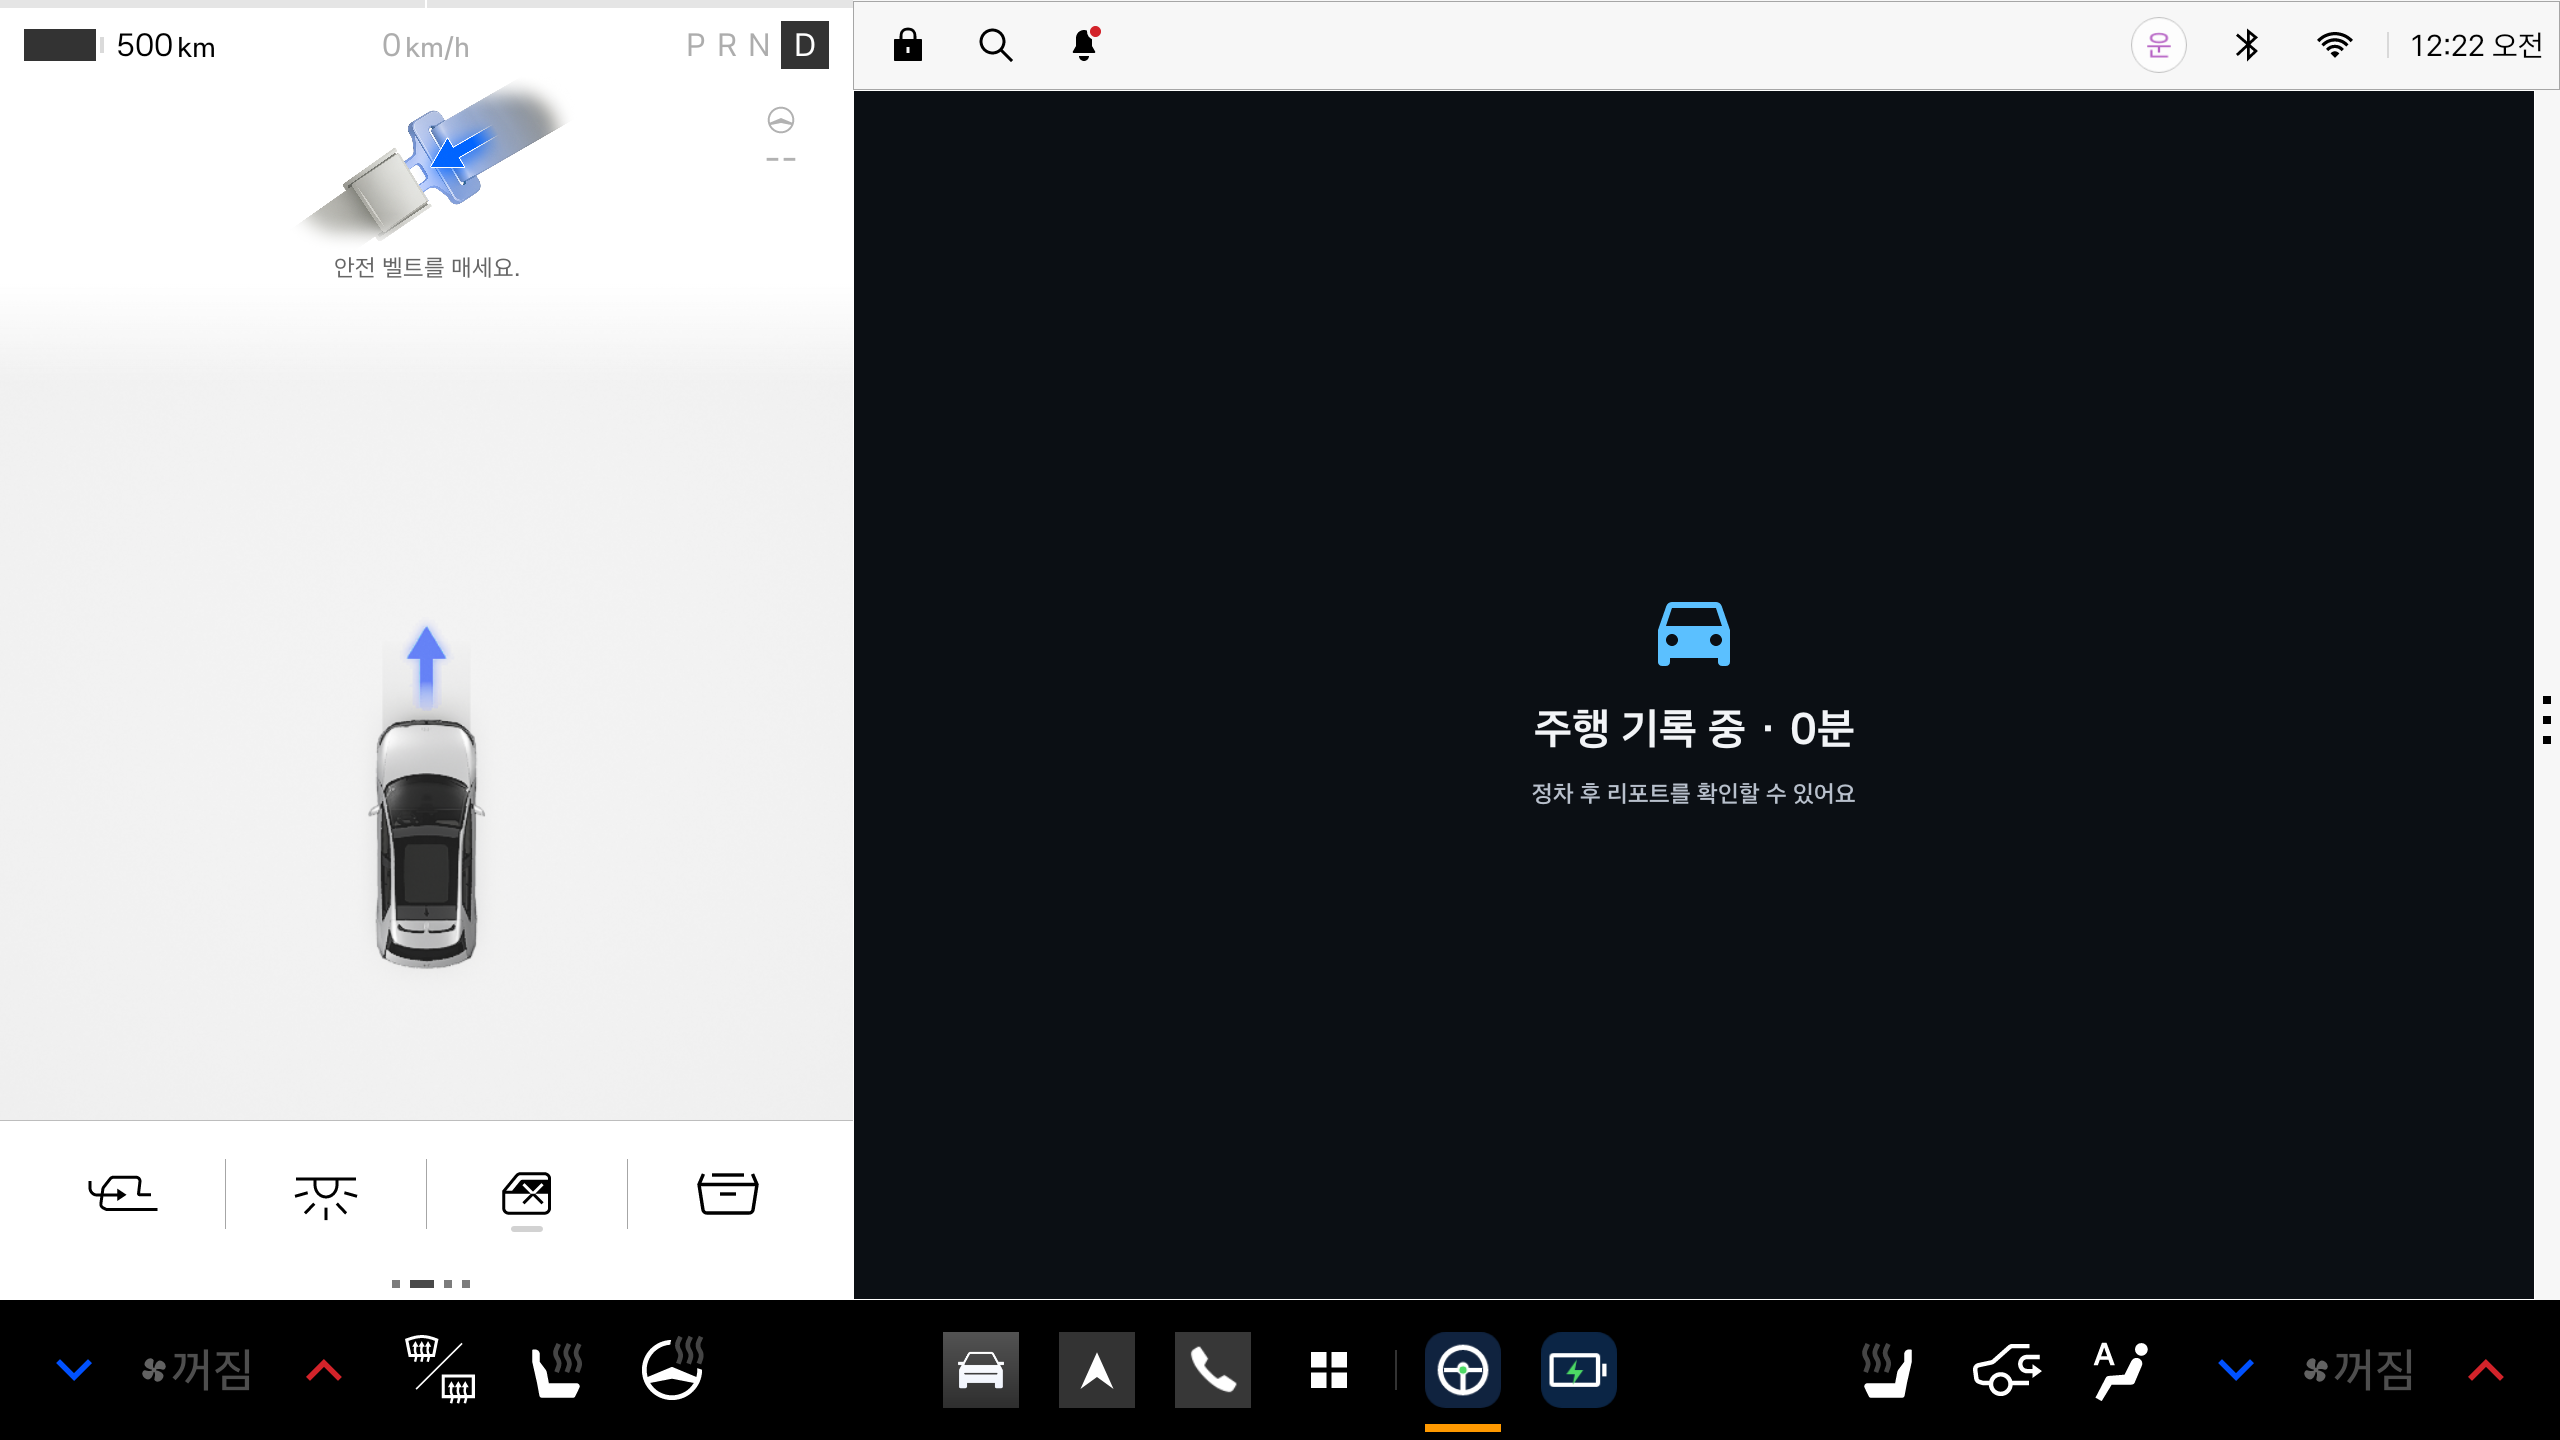 500 km
0 km/h
P R N D
안전 벨트를 매세요.
운
12:22 오전
주행 기록 중 · 0분
정차 후 리포트를 확인할 수 있어요
꺼짐
A
꺼짐